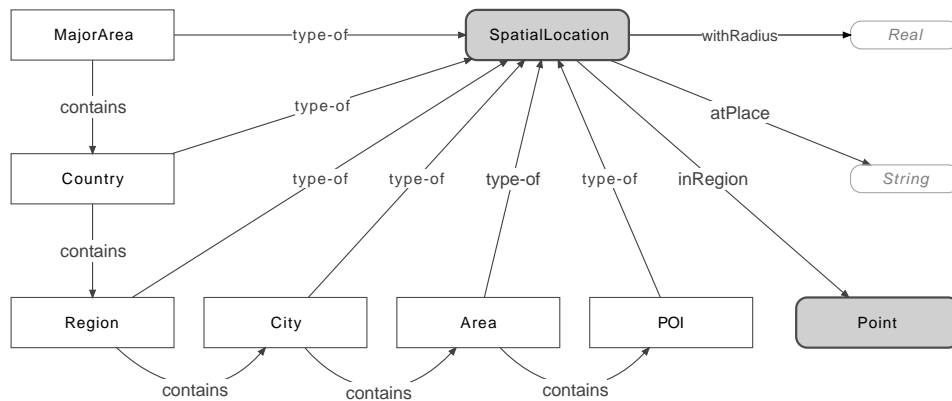 MajorArea
type-of
SpatialLocation
withRadius
Real
contains
type-of
atPlace
Country
type-of
type-of
type-of
type-of
inRegion
String
contains
Region
City
Area
POI
Point
contains
contains
contains